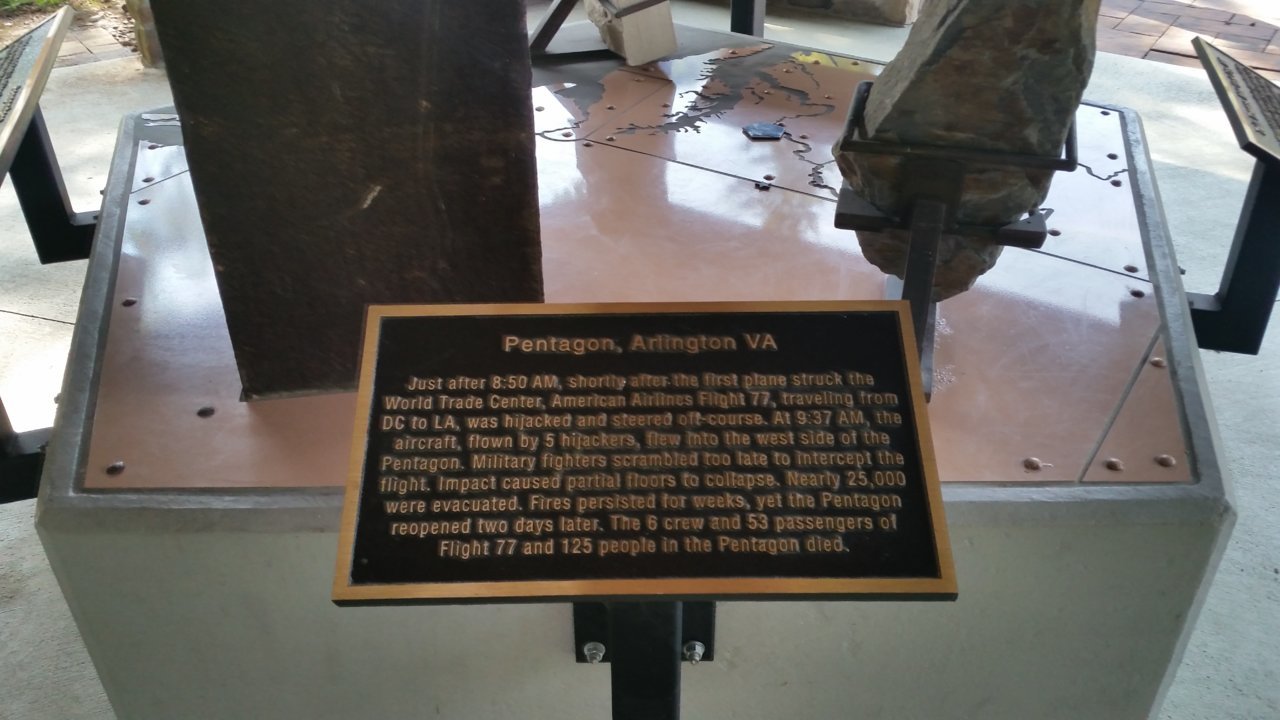 Pentagon, Arlington VA
Just after 8:50 AM, shortly after the first plane struck the
World Trade Center, American Airlines Flight 77, traveling from
DC to LA, was hijacked and steered off-course. At 9:37 AM, the
aircraft, flown by 5 hijackers, flew into the west side of the
Pentagon. Military fighters scrambled too late to intercept the
flight. Impact caused partial floors to collapse. Nearly 25,000
were evacuated. Fires persisted for weeks, yet the Pentagon
reopened two days later. The 6 crew and 53 passengers of
Flight 77 and 125 people in the Pentagon died.